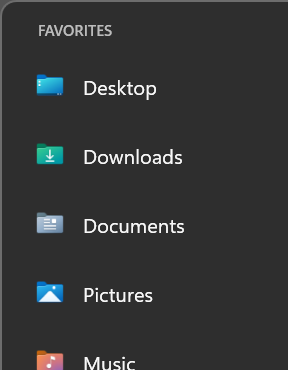 FAVORITES
Desktop
Downloads
Documents
Pictures
Music